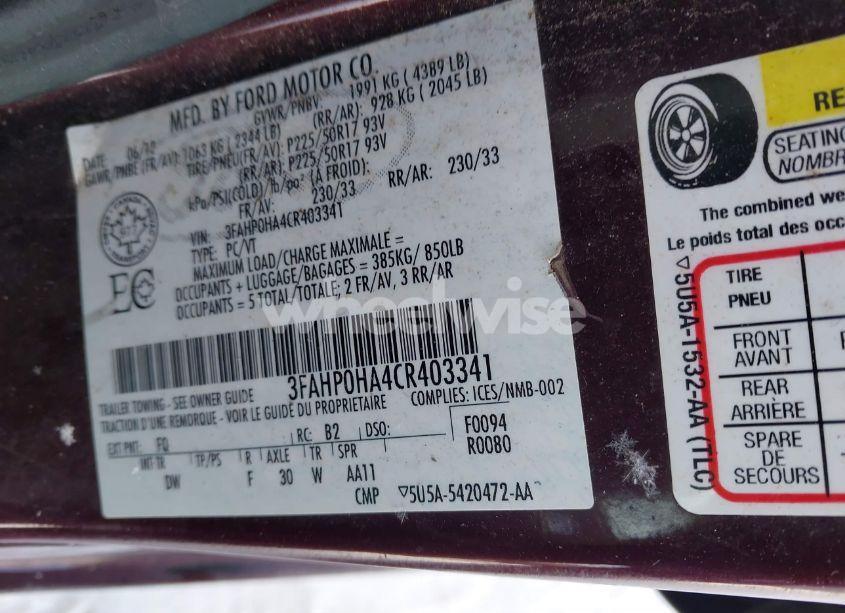 MFD. BY FORD MOTOR CO.
DATE: 06/12 GVWR/PNBV: 1991 KG ( 4389 LB)
GAWR/PNBE (FR/AV): 1063 KG ( 2344 LB) (RR/AR): 928 KG ( 2045 LB)
TIRE/PNEU(FR/AV): P225/50R17 93V
(RR/AR): P225/50R17 93V
kPa/PSI(COLD)/lb/po² (À FROID):
FR/AV: 230/33 RR/AR: 230/33
VIN: 3FAHP0HA4CR403341
TYPE: PC/VT
MAXIMUM LOAD/CHARGE MAXIMALE =
OCCUPANTS + LUGGAGE/BAGAGES = 385KG/ 850LB
OCCUPANTS = 5 TOTAL/TOTALE; 2 FR/AV, 3 RR/AR
EC
3FAHP0HA4CR403341
TRAILER TOWING - SEE OWNER GUIDE
TRACTION D'UNE REMORQUE - VOIR LE GUIDE DU PROPRIETAIRE
COMPLIES: ICES/NMB-002
EXT PNT: FQ RC: B2 DSO: F0094
R0080
INT TR TP/PS R AXLE TR SPR
DW F 30 W AA11
CMP ▽5U5A-5420472-AA
wheelwise
SEATING
NOMBR
The combined we
Le poids total des occ
TIRE
PNEU
FRONT
AVANT
REAR
ARRIÈRE
SPARE
DE
SECOURS
▽5U5A-1532-AA (TLC)